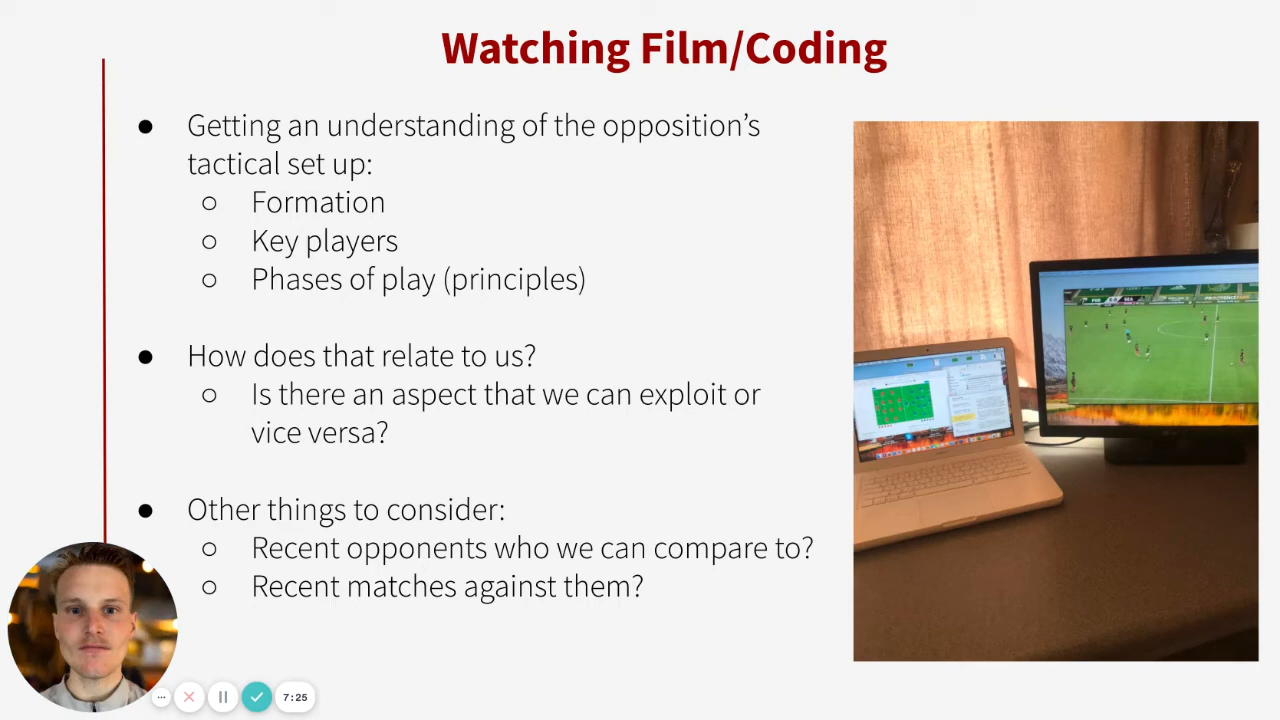 Watching Film/Coding
● Getting an understanding of the opposition’s
tactical set up:
○ Formation
○ Key players
○ Phases of play (principles)
● How does that relate to us?
○ Is there an aspect that we can exploit or
vice versa?
● Other things to consider:
○ Recent opponents who we can compare to?
○ Recent matches against them?
7:25